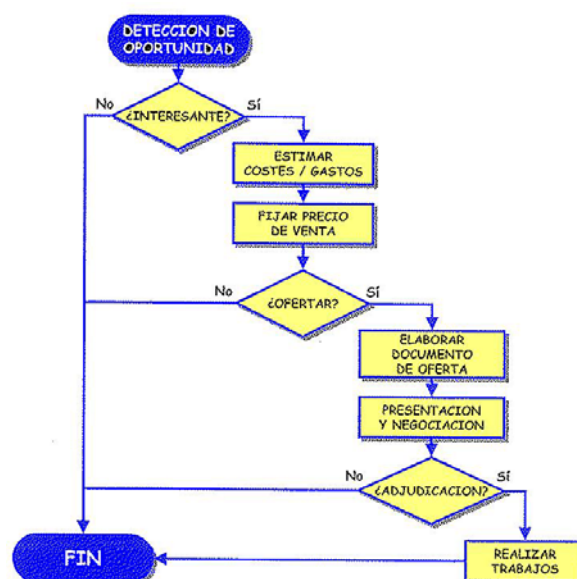 DETECCION DE
OPORTUNIDAD
No
¿INTERESANTE?
Sí
ESTIMAR
COSTES / GASTOS
FIJAR PRECIO
DE VENTA
No
¿OFERTAR?
Sí
ELABORAR
DOCUMENTO
DE OFERTA
PRESENTACION
Y NEGOCIACION
No
¿ADJUDICACION?
Sí
FIN
REALIZAR
TRABAJOS